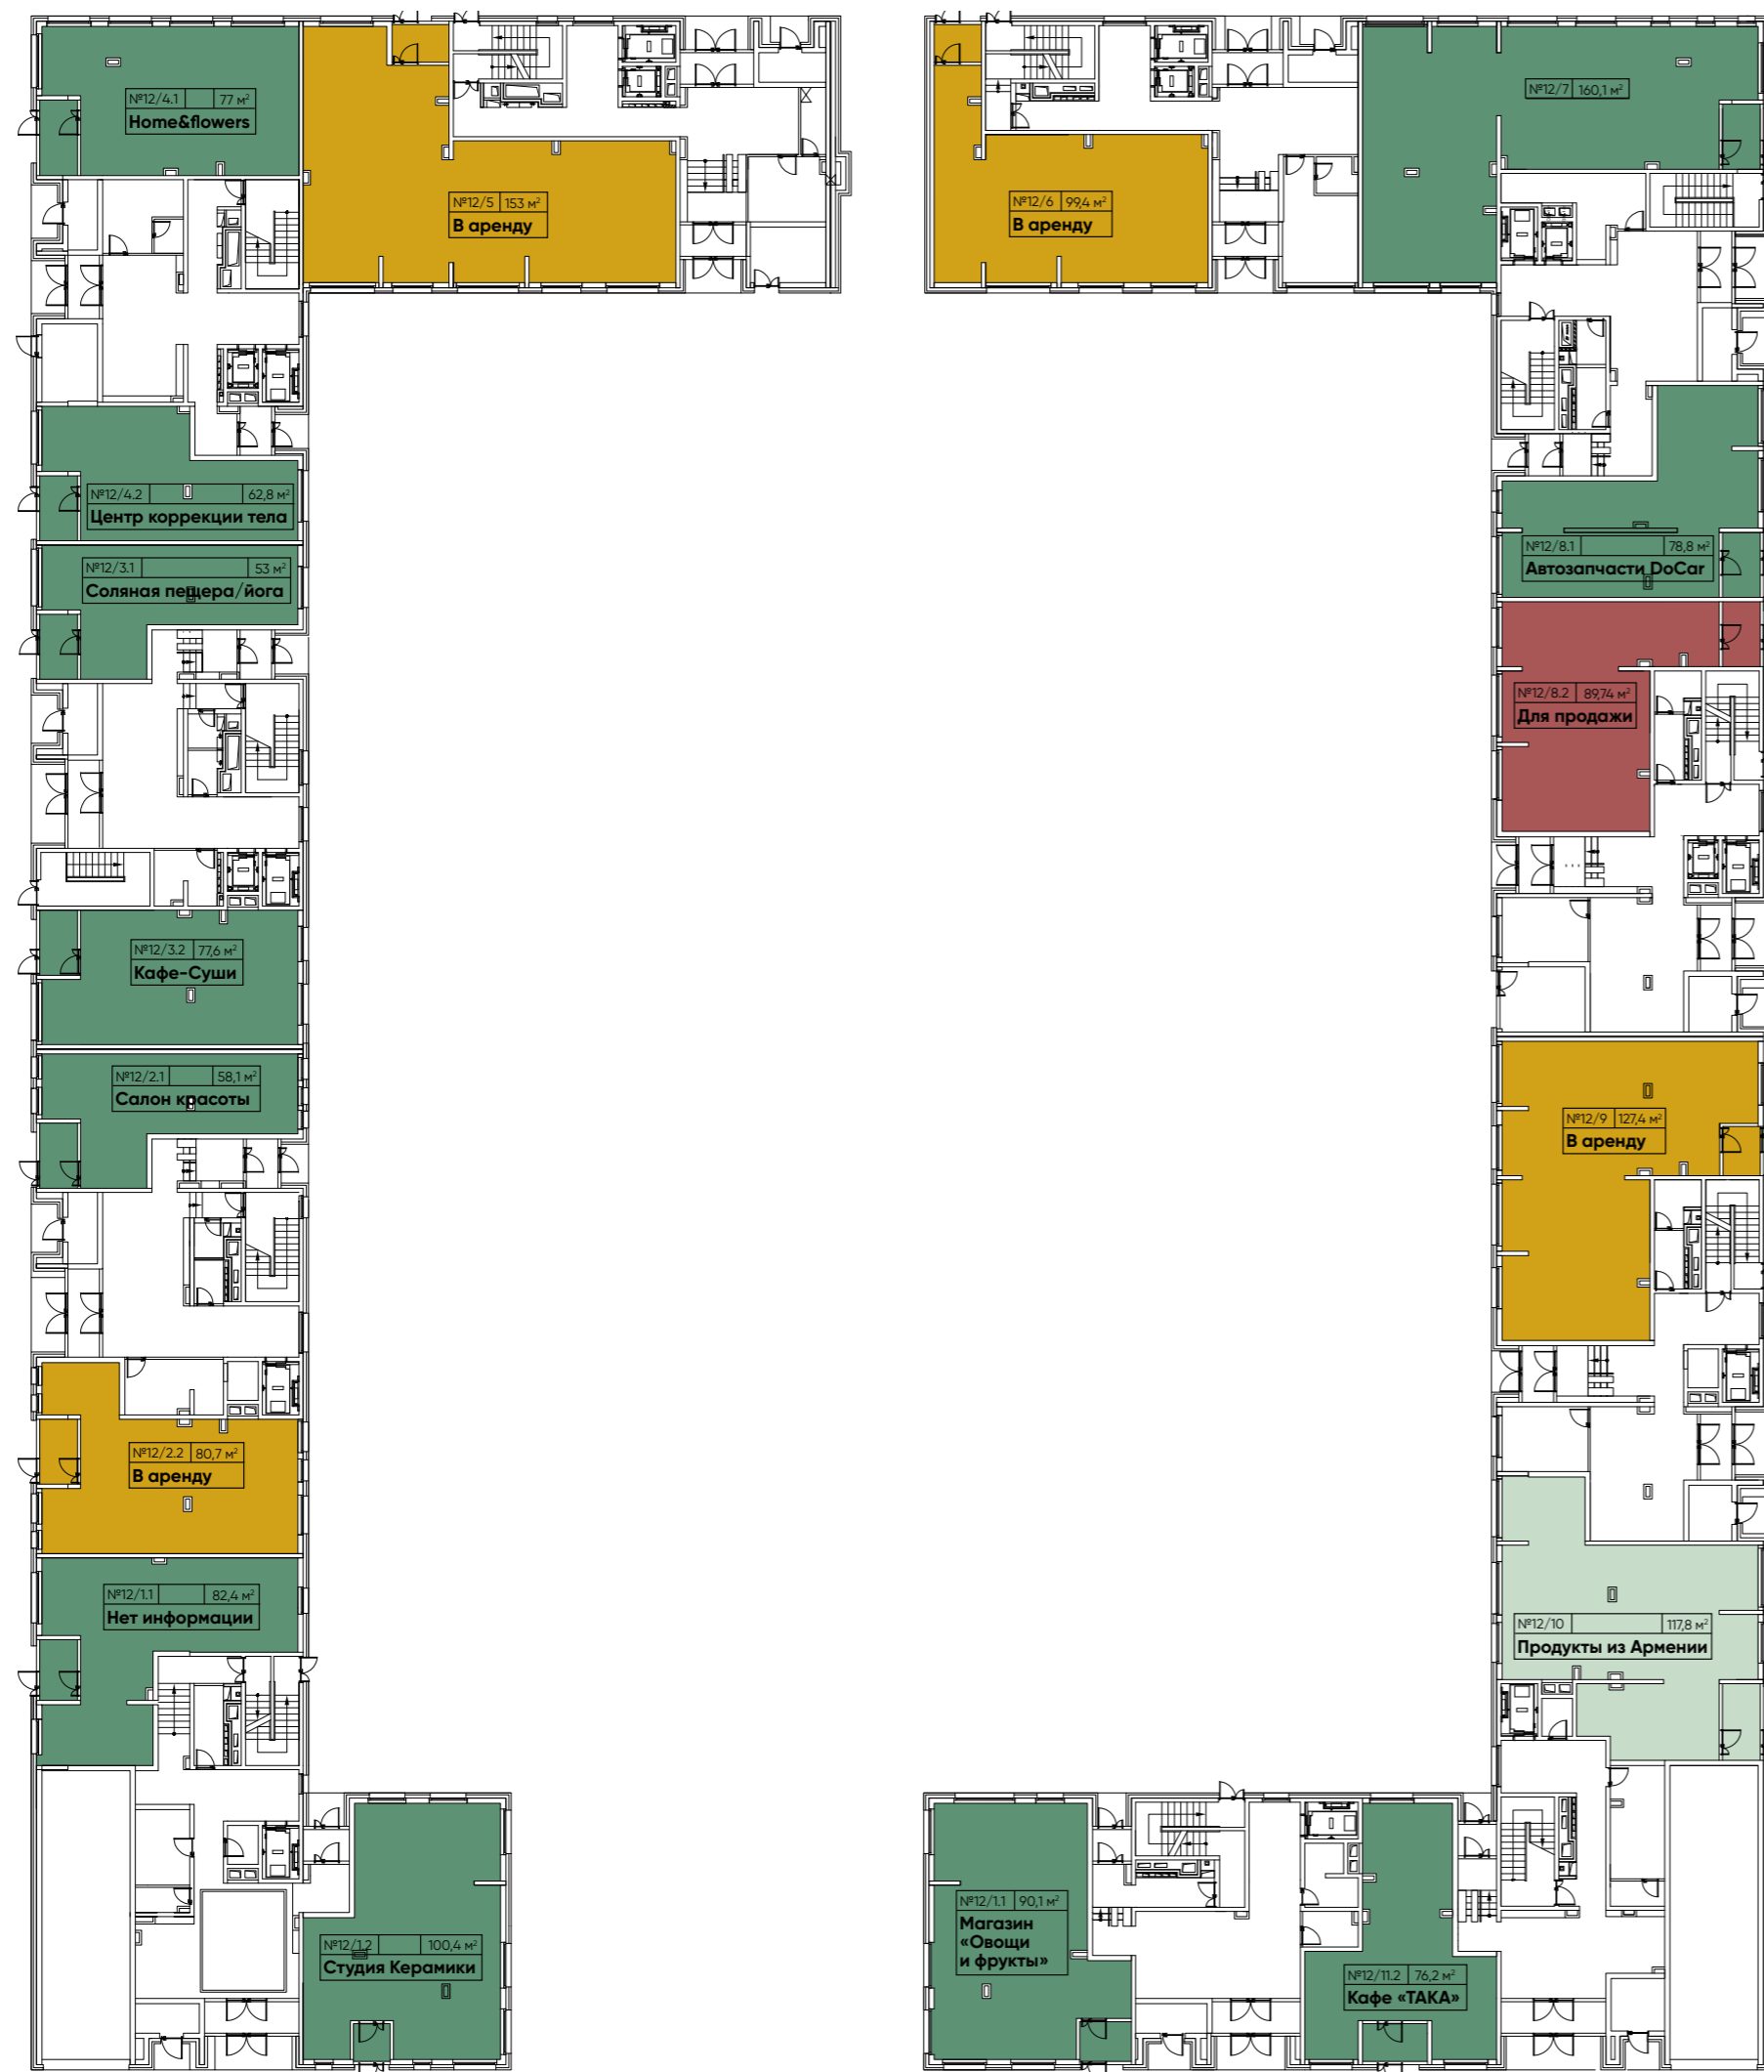 №12/4.1 77 м²
Home&flowers
№12/5 153 м²
В аренду
№12/6 99,4 м²
В аренду
№12/7 160,1 м²
№12/4.2 62,8 м²
Центр коррекции тела
№12/3.1 53 м²
Соляная пещера/йога
№12/8.1 78,8 м²
Автозапчасти DoCar
№12/8.2 89,74 м²
Для продажи
№12/3.2 77,6 м²
Кафе-Суши
№12/2.1 58,1 м²
Салон красоты
№12/9 127,4 м²
В аренду
№12/2.2 80,7 м²
В аренду
№12/1.1 82,4 м²
Нет информации
№12/10 117,8 м²
Продукты из Армении
№12/1.2 100,4 м²
Студия Керамики
№12/1.1 90,1 м²
Магазин
«Овощи
и фрукты»
№12/11.2 76,2 м²
Кафе «ТАКА»